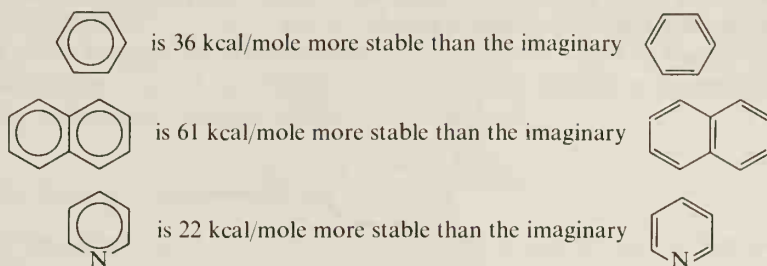 is 36 kcal/mole more stable than the imaginary
is 61 kcal/mole more stable than the imaginary
is 22 kcal/mole more stable than the imaginary
N N